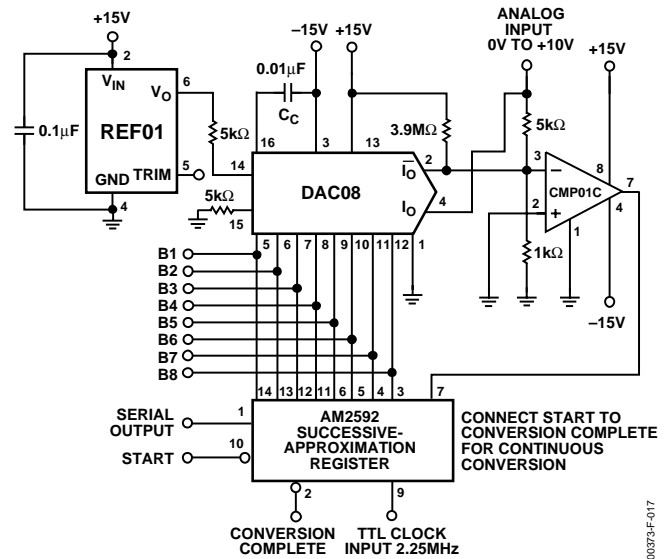 +15V
2
V_IN
V_O
6
REF01
0.1µF
5kΩ
TRIM
5
GND
4
–15V
+15V
0.01µF
C_C
16
3
13
14
DAC08
5kΩ
15
3.9MΩ
I̅_O
2
I_O
4
5
6
7
8
9
10
11
12
1
ANALOG
INPUT
0V TO +10V
+15V
5kΩ
3
–
8
7
CMP01C
2
+
4
1
1kΩ
–15V
B1
B2
B3
B4
B5
B6
B7
B8
14
13
12
11
6
5
4
3
7
SERIAL
OUTPUT
1
AM2592
SUCCESSIVE-
APPROXIMATION
REGISTER
START
10
CONNECT START TO
CONVERSION COMPLETE
FOR CONTINUOUS
CONVERSION
2
9
CONVERSION
COMPLETE
TTL CLOCK
INPUT 2.25MHz
00373-F-017